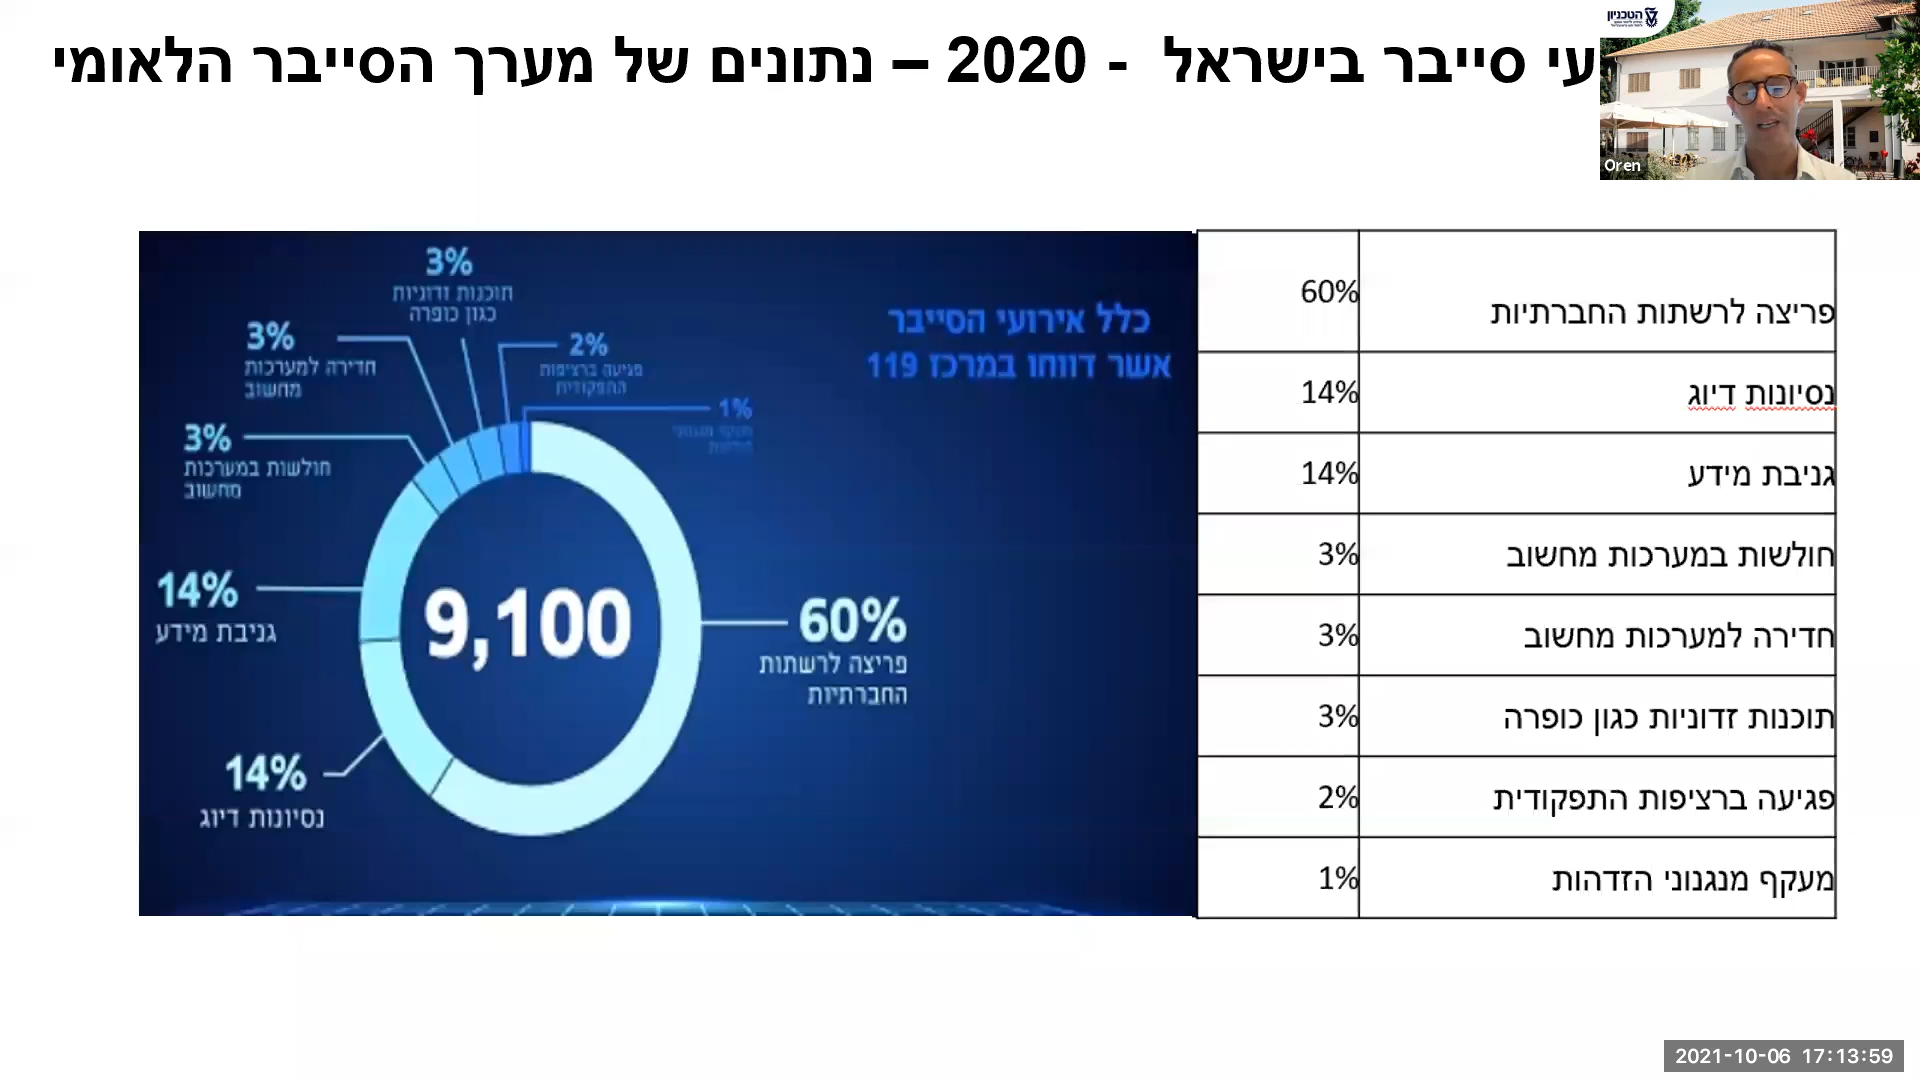 עי סייבר בישראל - 2020 – נתונים של מערך הסייבר הלאומי
הטכניון
Oren
כלל אירועי הסייבר
אשר דווחו במרכז 119
3%
תוכנות זדוניות
כגון כופרה
3%
חדירה למערכות
מחשוב
2%
פגיעה ברציפות
התפקודית
1%
3%
חולשות במערכות
מחשוב
14%
גניבת מידע
9,100
60%
פריצה לרשתות
החברתיות
14%
נסיונות דיוג
פריצה לרשתות החברתיות 60%
נסיונות דיוג 14%
גניבת מידע 14%
חולשות במערכות מחשוב 3%
חדירה למערכות מחשוב 3%
תוכנות זדוניות כגון כופרה 3%
פגיעה ברציפות התפקודית 2%
מעקף מנגנוני הזדהות 1%
2021-10-06 17:13:59